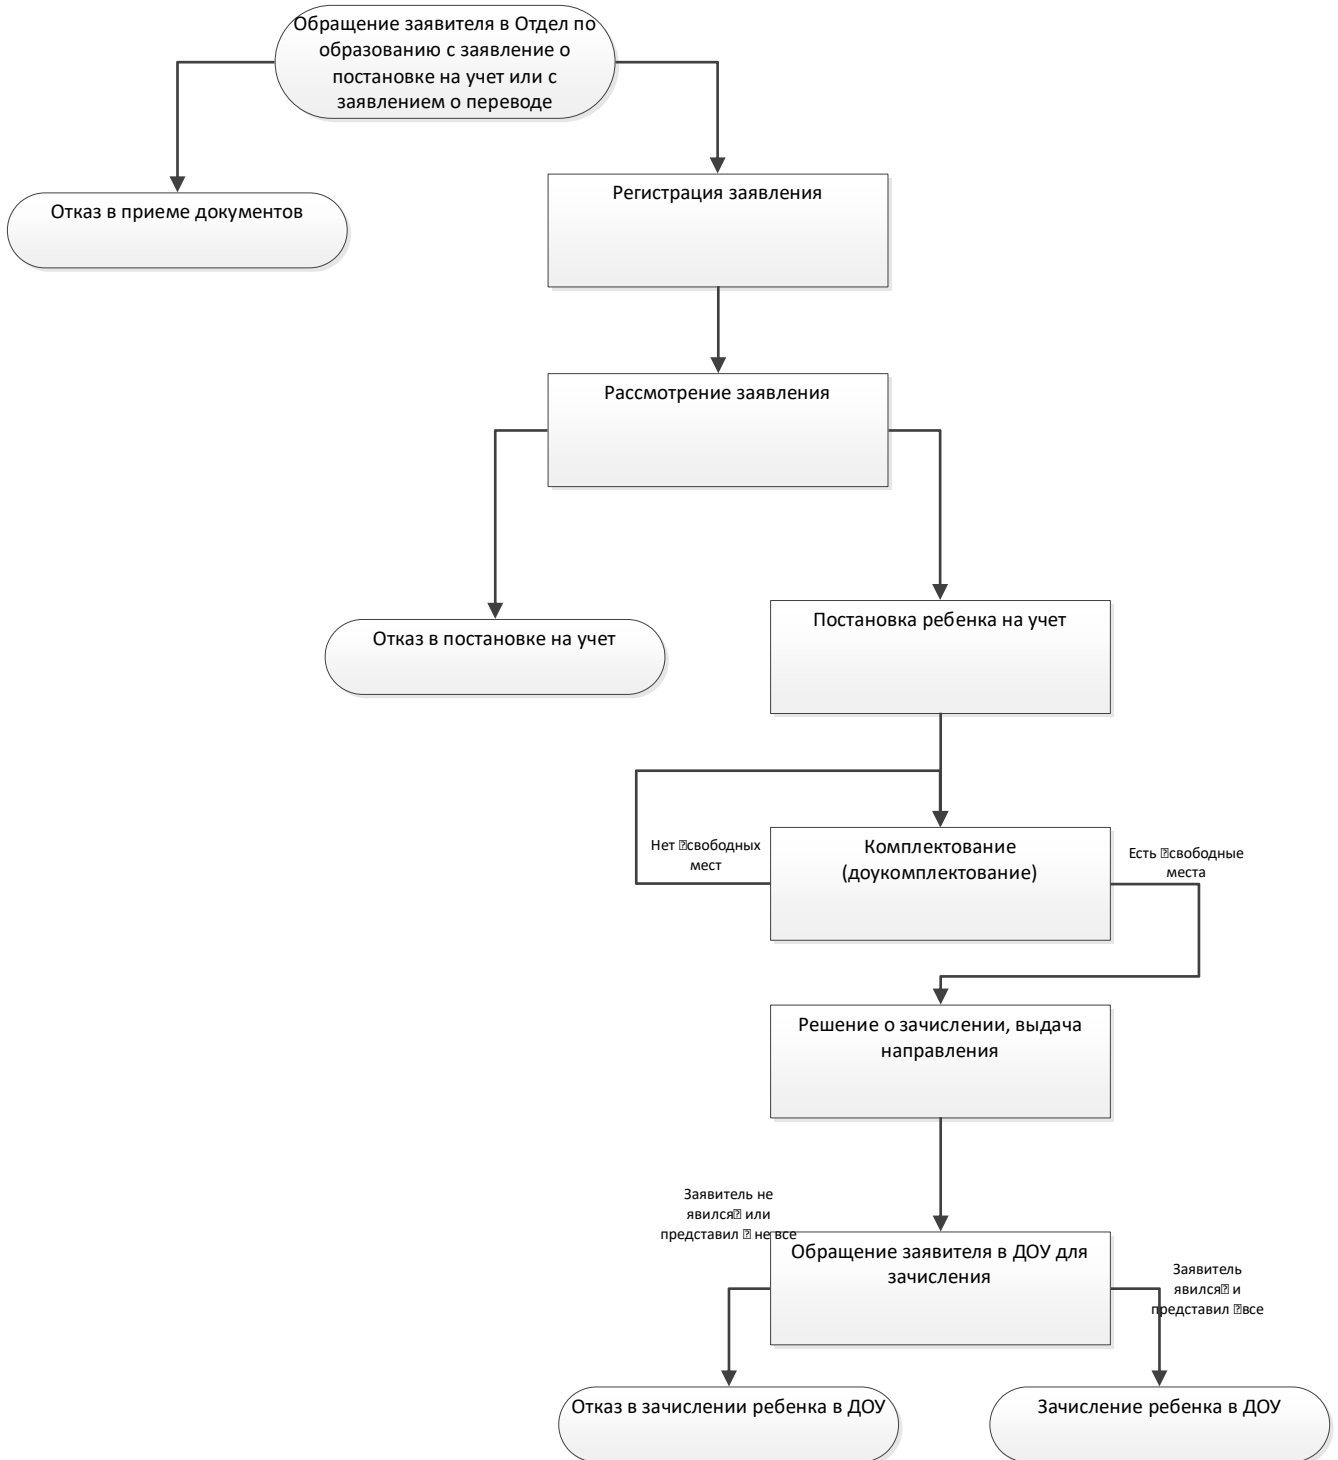 Обращение заявителя в Отдел по
образованию с заявление о
постановке на учет или с
заявлением о переводе
Отказ в приеме документов
Регистрация заявления
Рассмотрение заявления
Отказ в постановке на учет
Постановка ребенка на учет
Нет свободных
мест
Комплектование
(доукомплектование)
Есть свободные
места
Решение о зачислении, выдача
направления
Заявитель не
явился или
представил не все
Обращение заявителя в ДОУ для
зачисления
Заявитель
явился и
представил все
Отказ в зачислении ребенка в ДОУ
Зачисление ребенка в ДОУ